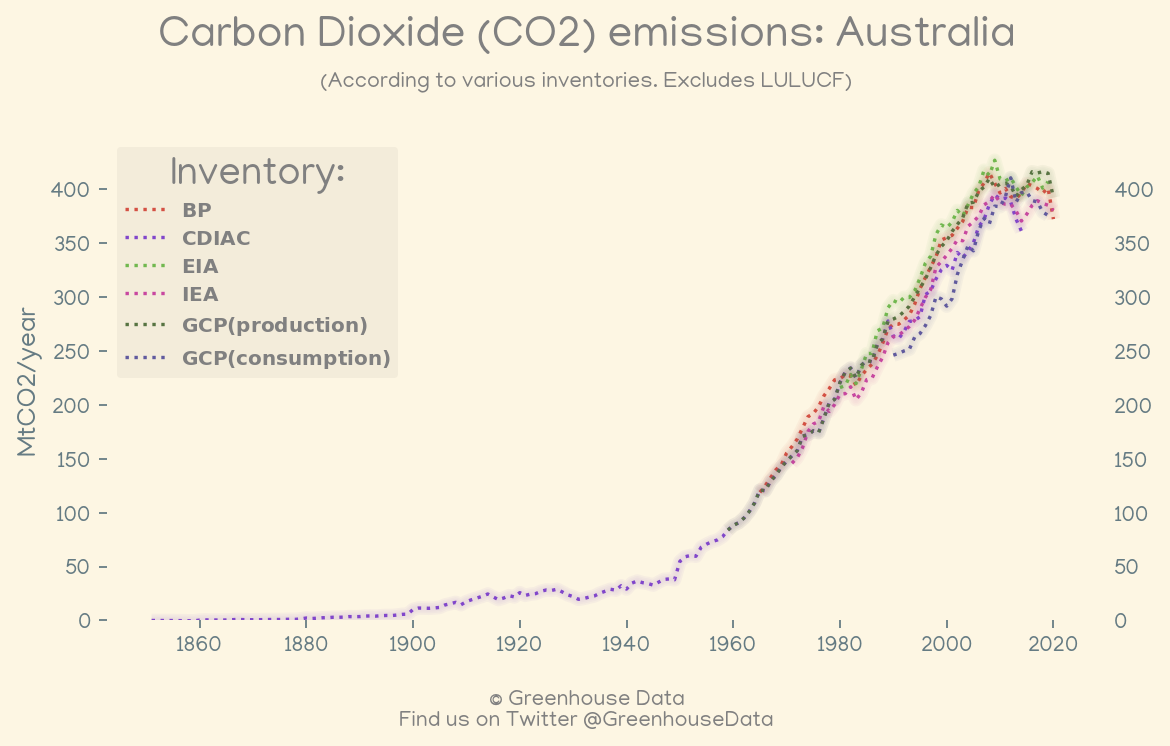 Carbon Dioxide (CO2) emissions: Australia
(According to various inventories. Excludes LULUCF)
Inventory:
BP
CDIAC
EIA
IEA
GCP(production)
GCP(consumption)
MtCO2/year
400
350
300
250
200
150
100
50
0
400
350
300
250
200
150
100
50
0
1860 1880 1900 1920 1940 1960 1980 2000 2020
© Greenhouse Data
Find us on Twitter @GreenhouseData